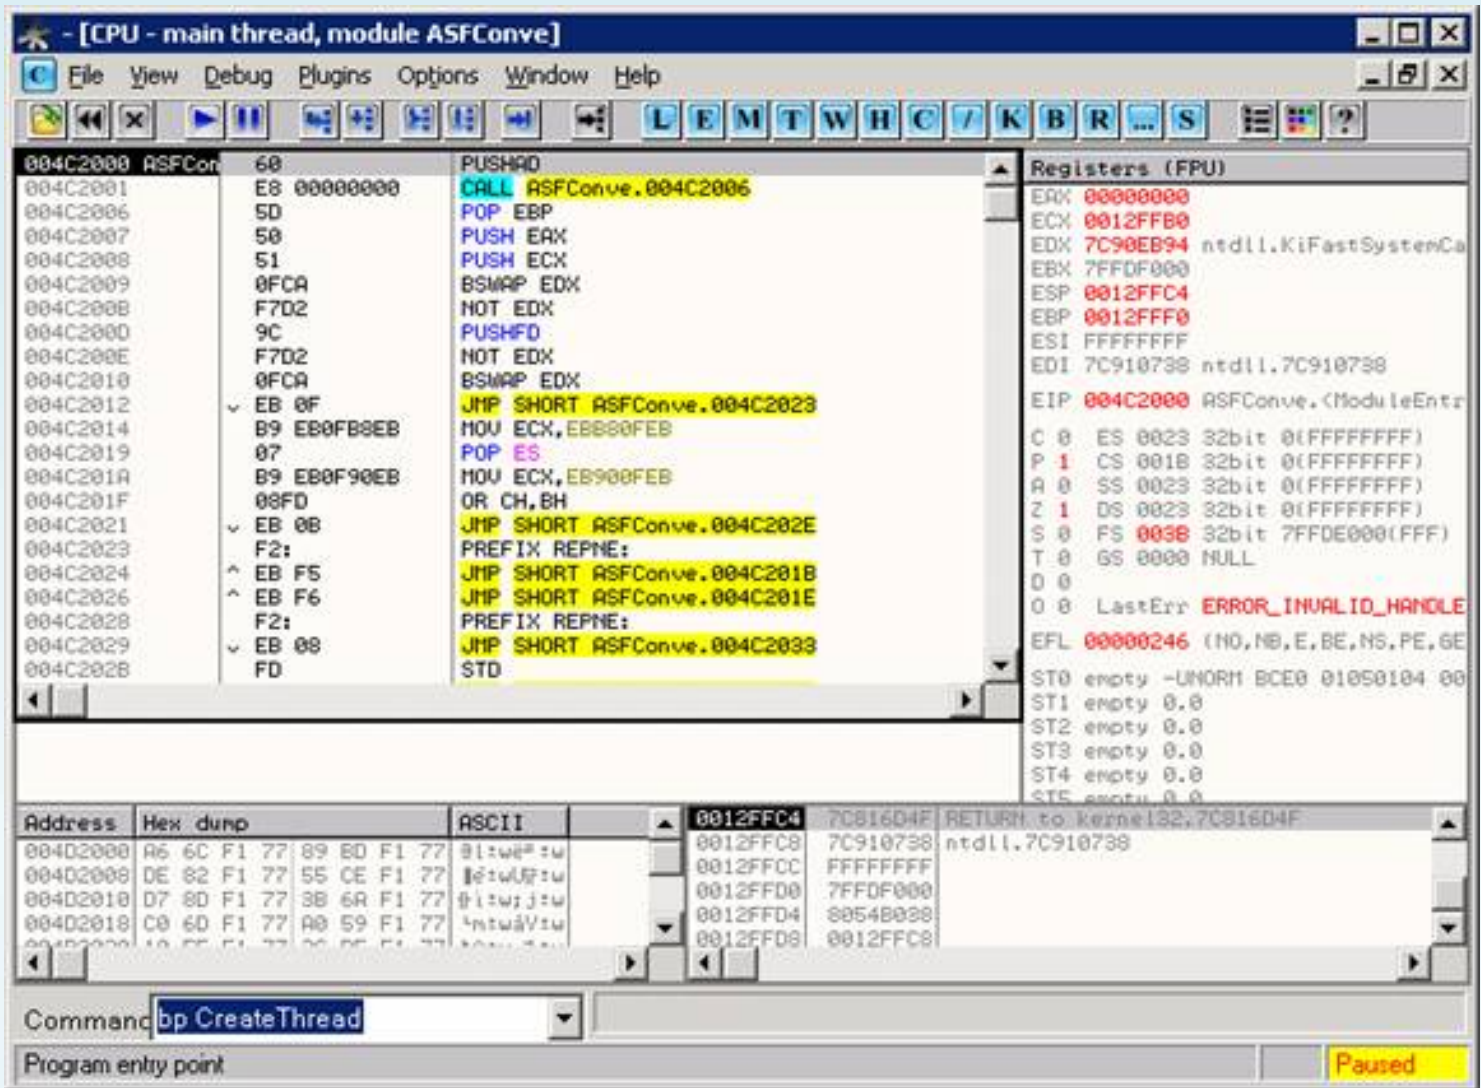 - [CPU - main thread, module ASFConve]
C File View Debug Plugins Options Window Help
L E M T W H C / K B R ... S ?
004C2000 ASFCon 60 PUSHAD
004C2001 E8 00000000 CALL ASFConve.004C2006
004C2006 5D POP EBP
004C2007 50 PUSH EAX
004C2008 51 PUSH ECX
004C2009 0FCA BSWAP EDX
004C200B F7D2 NOT EDX
004C200D 9C PUSHFD
004C200E F7D2 NOT EDX
004C2010 0FCA BSWAP EDX
004C2012 EB 0F JMP SHORT ASFConve.004C2023
004C2014 B9 EB0FB8EB MOV ECX,EBB80FEB
004C2019 07 POP ES
004C201A B9 EB0F90EB MOV ECX,EB900FEB
004C201F 08FD OR CH,BH
004C2021 EB 0B JMP SHORT ASFConve.004C202E
004C2023 F2: PREFIX REPNE:
004C2024 EB F5 JMP SHORT ASFConve.004C201B
004C2026 EB F6 JMP SHORT ASFConve.004C201E
004C2028 F2: PREFIX REPNE:
004C2029 EB 08 JMP SHORT ASFConve.004C2033
004C202B FD STD
Registers (FPU)
EAX 00000000
ECX 0012FFB0
EDX 7C90EB94 ntdll.KiFastSystemCa
EBX 7FFDF000
ESP 0012FFC4
EBP 0012FFF0
ESI FFFFFFFF
EDI 7C910738 ntdll.7C910738
EIP 004C2000 ASFConve.<ModuleEntr
C 0 ES 0023 32bit 0(FFFFFFFF)
P 1 CS 001B 32bit 0(FFFFFFFF)
A 0 SS 0023 32bit 0(FFFFFFFF)
Z 1 DS 0023 32bit 0(FFFFFFFF)
S 0 FS 003B 32bit 7FFDE000(FFF)
T 0 GS 0000 NULL
D 0
O 0 LastErr ERROR_INVALID_HANDLE
EFL 00000246 (NO,NB,E,BE,NS,PE,GE
ST0 empty -UNORM BCE0 01050104 00
ST1 empty 0.0
ST2 empty 0.0
ST3 empty 0.0
ST4 empty 0.0
ST5 empty 0.0
Address Hex dump ASCII
004D2000 A6 6C F1 77 89 BD F1 77
004D2008 DE 82 F1 77 55 CE F1 77
004D2010 D7 8D F1 77 3B 6A F1 77
004D2018 C0 6D F1 77 A0 59 F1 77
0012FFC4 7C816D4F RETURN to kernel32.7C816D4F
0012FFC8 7C910738 ntdll.7C910738
0012FFCC FFFFFFFF
0012FFD0 7FFDF000
0012FFD4 8054B038
0012FFD8 0012FFC8
Command bp CreateThread
Program entry point Paused